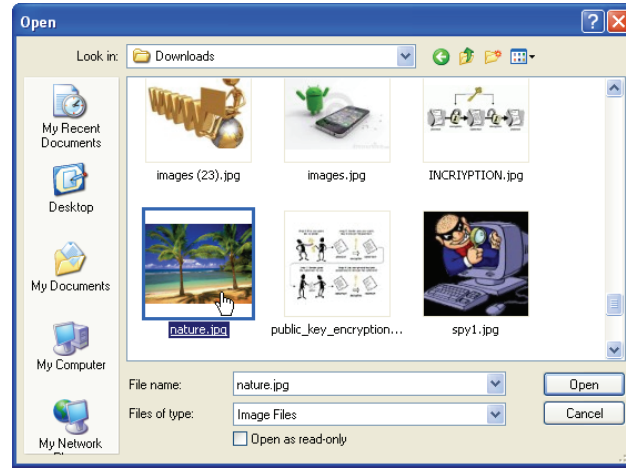 Open
Look in: Downloads
My Recent
Documents
Desktop
My Documents
My Computer
My Network
images (23).jpg
images.jpg
INCRIYPTION.jpg
nature.jpg
public_key_encryption...
spy1.jpg
File name: nature.jpg
Open
Files of type: Image Files
Cancel
Open as read-only